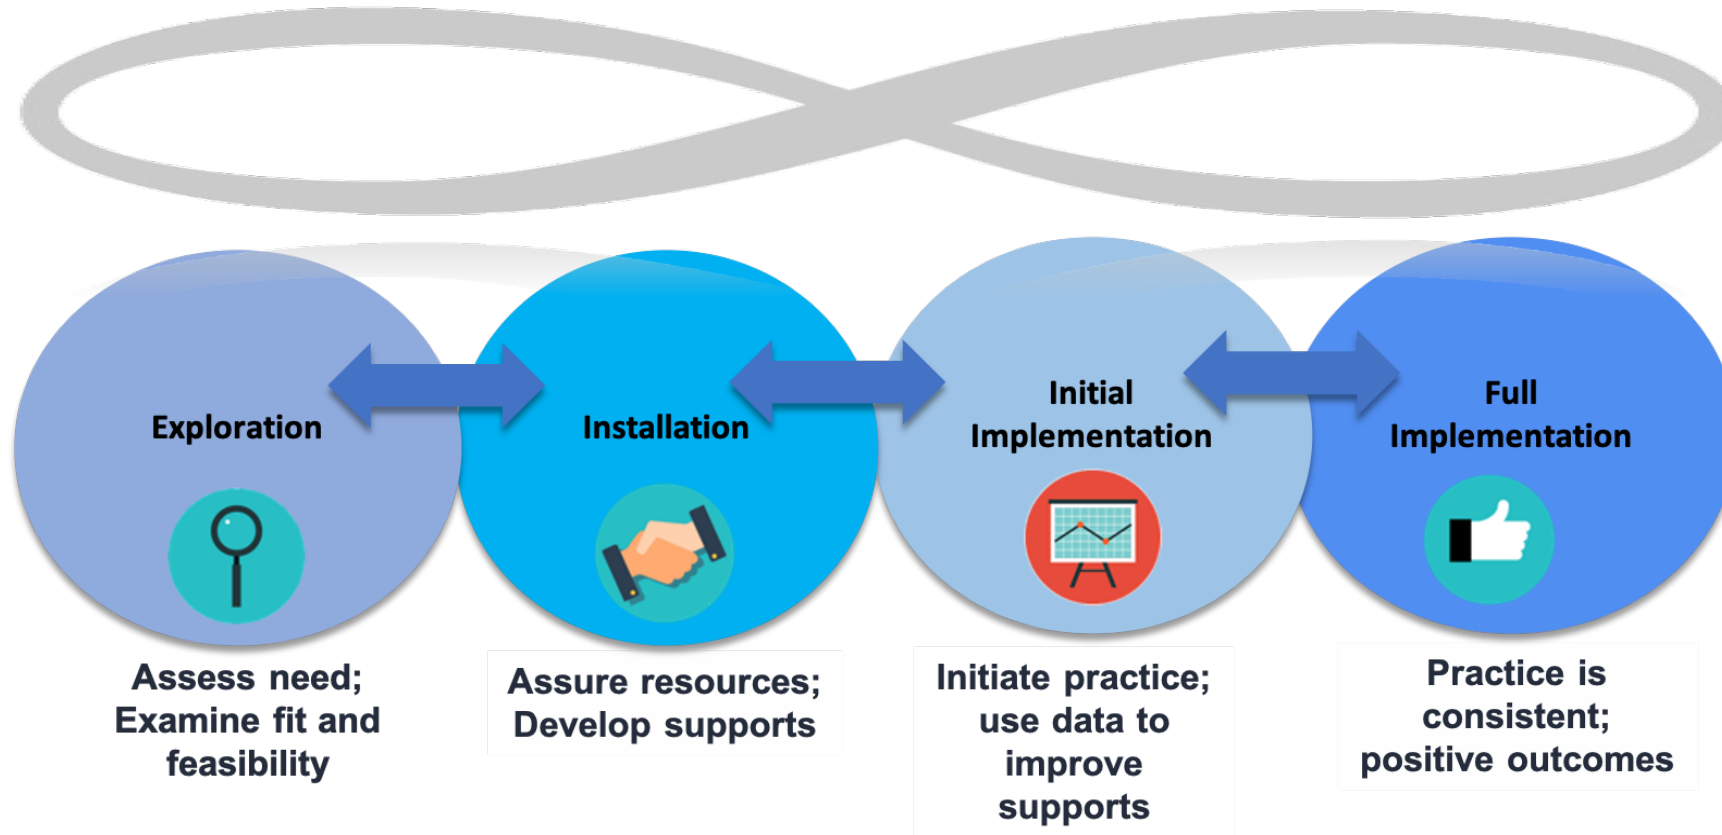 Exploration
Installation
Initial
Implementation
Full
Implementation
Assess need;
Examine fit and
feasibility
Assure resources;
Develop supports
Initiate practice;
use data to
improve
supports
Practice is
consistent;
positive outcomes